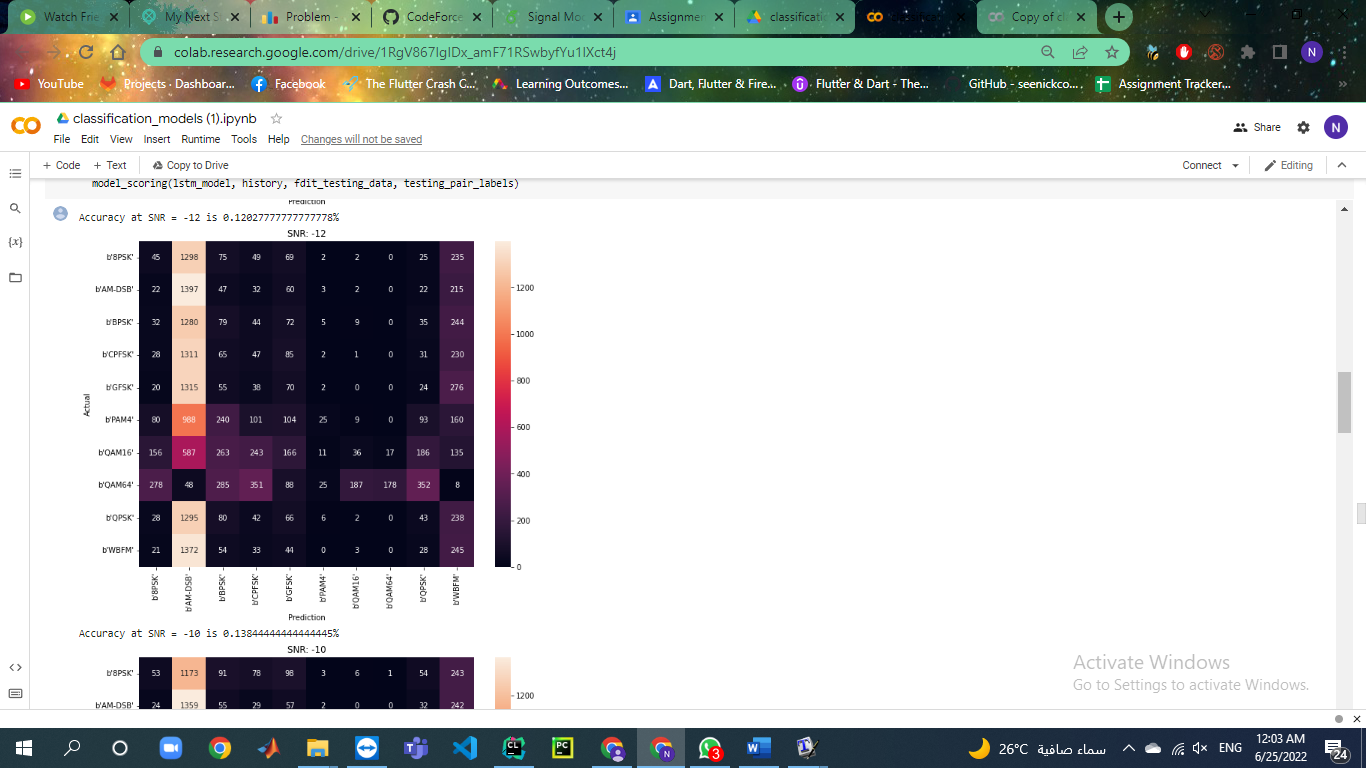 Watch Frie
My Next S
Problem -
CodeForce
Signal Mo
Assignmen
classificatio
Copy of cl
colab.research.google.com/drive/1RgV867IgIDx_amF71RSwbyfYu1IXct4j
N
YouTube
Projects · Dashboar...
Facebook
The Flutter Crash C...
Learning Outcomes...
Dart, Flutter & Fire...
Flutter & Dart - The...
GitHub - seenickco...
Assignment Tracker...
»
classification_models (1).ipynb
File Edit View Insert Runtime Tools Help Changes will not be saved
Share
N
+ Code + Text Copy to Drive
Connect
Editing
model_scoring(lstm_model, history, fdit_testing_data, testing_pair_labels)
Prediction
Accuracy at SNR = -12 is 0.12027777777777778%
SNR: -12
b'8PSK' 45 1298 75 49 69 2 2 0 25 235
b'AM-DSB' 22 1397 47 32 60 3 2 0 22 215
b'BPSK' 32 1280 79 44 72 5 9 0 35 244
b'CPFSK' 28 1311 65 47 85 2 1 0 31 230
b'GFSK' 20 1315 55 38 70 2 0 0 24 276
b'PAM4' 80 988 240 101 104 25 9 0 93 160
b'QAM16' 156 587 263 243 166 11 36 17 186 135
b'QAM64' 278 48 285 351 88 25 187 178 352 8
b'QPSK' 28 1295 80 42 66 6 2 0 43 238
b'WBFM' 21 1372 54 33 44 0 3 0 28 245
Actual
b'8PSK' b'AM-DSB' b'BPSK' b'CPFSK' b'GFSK' b'PAM4' b'QAM16' b'QAM64' b'QPSK' b'WBFM'
Prediction
1200
1000
800
600
400
200
0
Accuracy at SNR = -10 is 0.13844444444444445%
SNR: -10
b'8PSK' 53 1173 91 78 98 3 6 1 54 243
b'AM-DSB' 24 1359 55 29 57 2 0 0 32 242
1200
Activate Windows
Go to Settings to activate Windows.
3
26°C سماء صافية
ENG
12:03 AM
6/25/2022
24